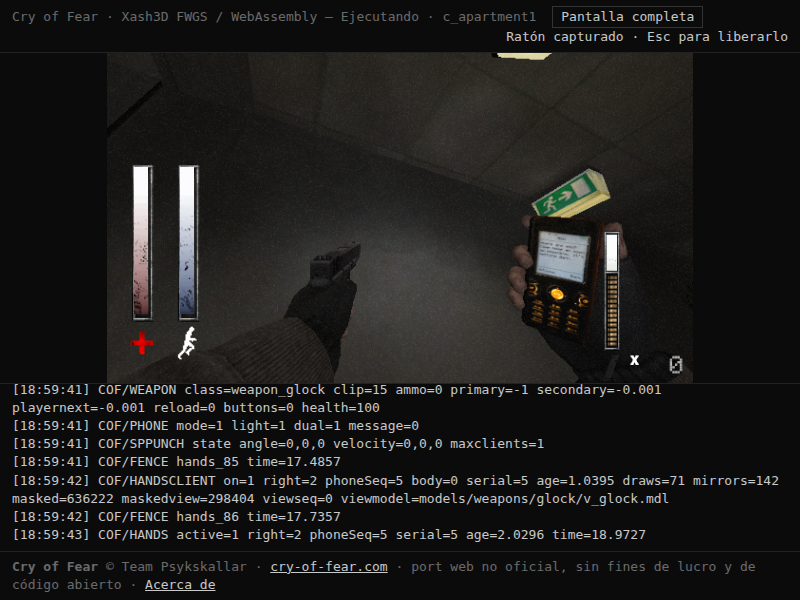 Cry of Fear · Xash3D FWGS / WebAssembly — Ejecutando · c_apartment1
Pantalla completa
Ratón capturado · Esc para liberarlo
x
0
[18:59:41] COF/WEAPON class=weapon_glock clip=15 ammo=0 primary=-1 secondary=-0.001
playernext=-0.001 reload=0 buttons=0 health=100
[18:59:41] COF/PHONE mode=1 light=1 dual=1 message=0
[18:59:41] COF/SPPUNCH state angle=0,0,0 velocity=0,0,0 maxclients=1
[18:59:41] COF/FENCE hands_85 time=17.4857
[18:59:42] COF/HANDSCLIENT on=1 right=2 phoneSeq=5 body=0 serial=5 age=1.0395 draws=71 mirrors=142
masked=636222 maskedview=298404 viewseq=0 viewmodel=models/weapons/glock/v_glock.mdl
[18:59:42] COF/FENCE hands_86 time=17.7357
[18:59:43] COF/HANDS active=1 right=2 phoneSeq=5 serial=5 age=2.0296 time=18.9727
Cry of Fear © Team Psykskallar · cry-of-fear.com · port web no oficial, sin fines de lucro y de
código abierto · Acerca de